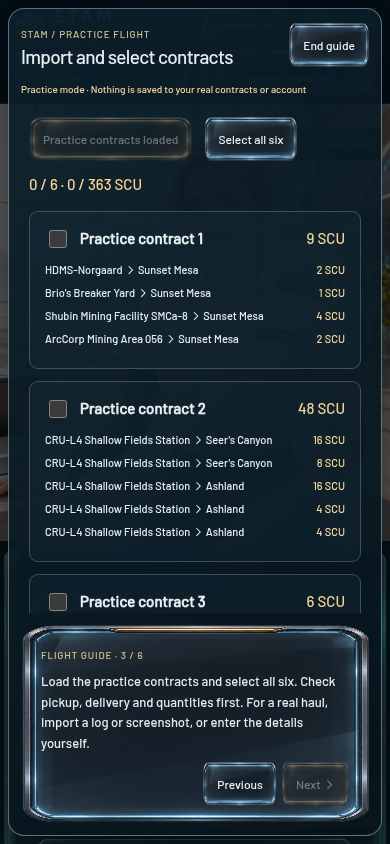 STAM / PRACTICE FLIGHT
Import and select contracts
End guide
Practice mode · Nothing is saved to your real contracts or account
Practice contracts loaded
Select all six
0 / 6 · 0 / 363 SCU
Practice contract 1 9 SCU
HDMS-Norgaard > Sunset Mesa 2 SCU
Brio's Breaker Yard > Sunset Mesa 1 SCU
Shubin Mining Facility SMCa-8 > Sunset Mesa 4 SCU
ArcCorp Mining Area 056 > Sunset Mesa 2 SCU
Practice contract 2 48 SCU
CRU-L4 Shallow Fields Station > Seer's Canyon 16 SCU
CRU-L4 Shallow Fields Station > Seer's Canyon 8 SCU
CRU-L4 Shallow Fields Station > Ashland 16 SCU
CRU-L4 Shallow Fields Station > Ashland 4 SCU
CRU-L4 Shallow Fields Station > Ashland 4 SCU
Practice contract 3 6 SCU
FLIGHT GUIDE · 3 / 6
Load the practice contracts and select all six. Check
pickup, delivery and quantities first. For a real haul,
import a log or screenshot, or enter the details
yourself.
Previous
Next >